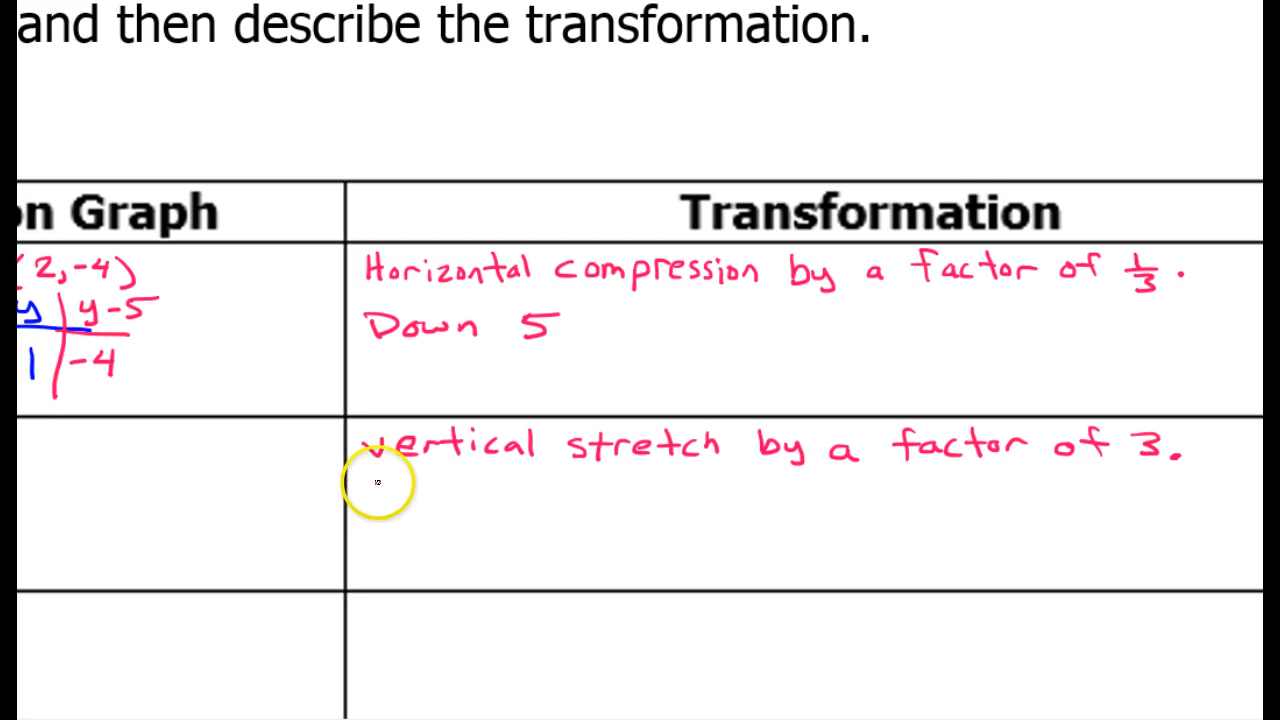 and then describe the transformation.
on Graph
Transformation
(2,-4)
y | y-5
1 | -4
Horizontal compression by a factor of 1/3.
Down 5
vertical stretch by a factor of 3.